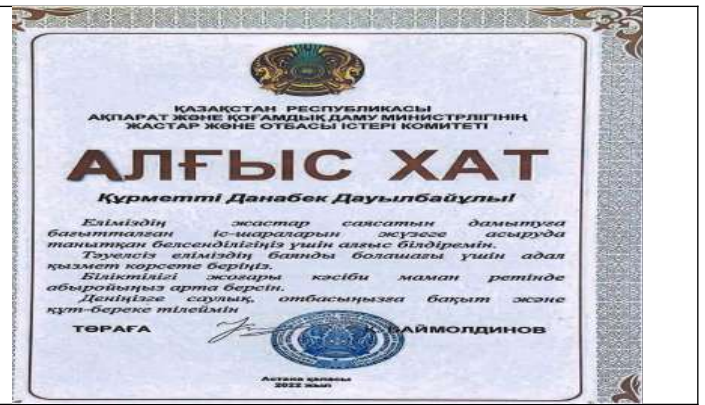 ҚАЗАҚСТАН РЕСПУБЛИКАСЫ
АҚПАРАТ ЖӘНЕ ҚОҒАМДЫҚ ДАМУ МИНИСТРЛІГІНІҢ
ЖАСТАР ЖӘНЕ ОТБАСЫ ІСТЕРІ КОМИТЕТІ
АЛҒЫС ХАТ
Құрметті Данабек Дауылбайұлы!
Еліміздің жастар саясатын дамытуға
бағытталған іс-шараларын жүзеге асыруда
танытқан белсенділігіңіз үшін алғыс білдіремін.
Тәуелсіз еліміздің баянды болашағы үшін адал
қызмет көрсете беріңіз.
Біліктілігі жоғары кәсіби маман ретінде
абыройыңыз арта берсін.
Деніңізге саулық, отбасыңызға бақыт және
құт-береке тілеймін
ТӨРАҒА К. БАЙМОЛДИНОВ
Астана қаласы
2022 жыл